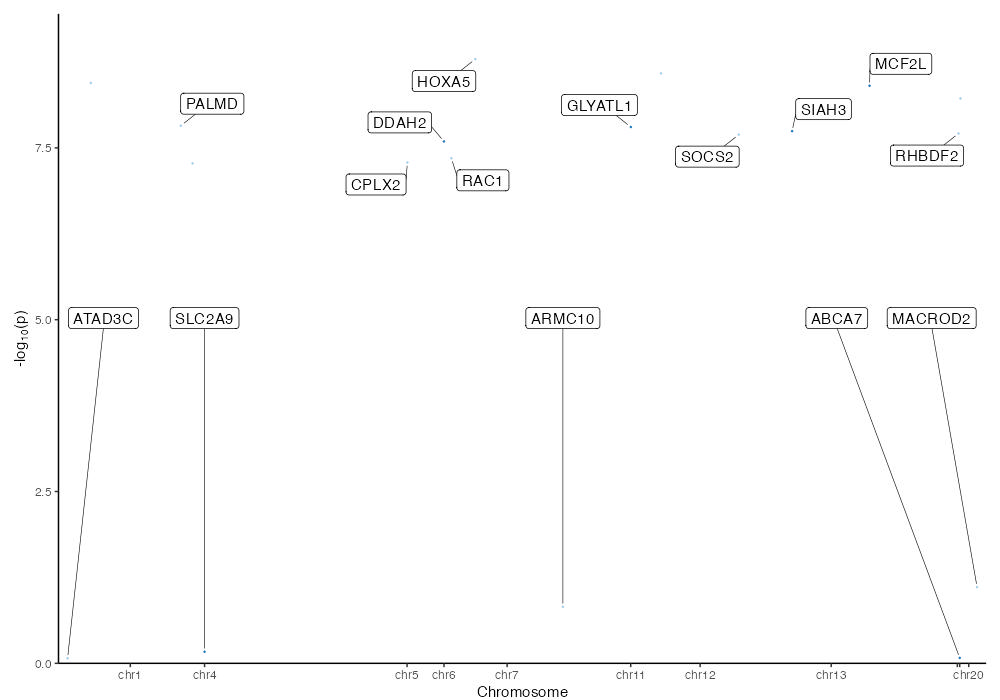 MCF2L
HOXA5
PALMD
GLYATL1
SIAH3
DDAH2
7.5
SOCS2
RHBDF2
CPLX2
RAC1
ATAD3C
SLC2A9
5.0
ARMC10
ABCA7
MACROD2
-log10(p)
2.5
0.0
chr1 chr4 chr5 chr6 chr7 chr11 chr12 chr13 chr20
Chromosome